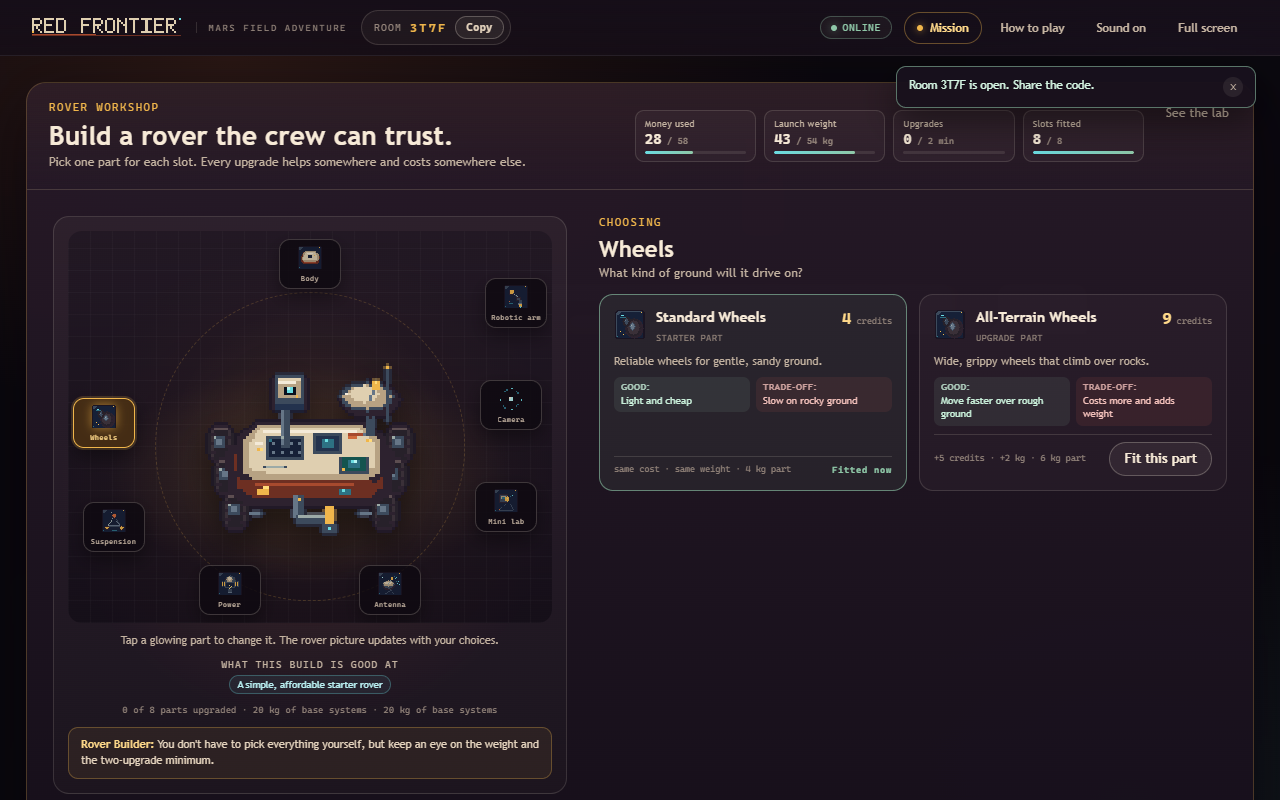 RED FRONTIER
MARS FIELD ADVENTURE
ROOM 3T7F Copy
ONLINE
Mission
How to play
Sound on
Full screen
Room 3T7F is open. Share the code.
X
ROVER WORKSHOP
Build a rover the crew can trust.
Pick one part for each slot. Every upgrade helps somewhere and costs somewhere else.
Money used
28 / 58
Launch weight
43 / 54 kg
Upgrades
0 / 2 min
Slots fitted
8 / 8
See the lab
Body
Robotic arm
Camera
Wheels
Mini lab
Suspension
Power
Antenna
Tap a glowing part to change it. The rover picture updates with your choices.
WHAT THIS BUILD IS GOOD AT
A simple, affordable starter rover
0 of 8 parts upgraded · 20 kg of base systems · 20 kg of base systems
Rover Builder: You don't have to pick everything yourself, but keep an eye on the weight and
the two-upgrade minimum.
CHOOSING
Wheels
What kind of ground will it drive on?
Standard Wheels
4 credits
STARTER PART
Reliable wheels for gentle, sandy ground.
GOOD:
Light and cheap
TRADE-OFF:
Slow on rocky ground
same cost · same weight · 4 kg part
Fitted now
All-Terrain Wheels
9 credits
UPGRADE PART
Wide, grippy wheels that climb over rocks.
GOOD:
Move faster over rough
ground
TRADE-OFF:
Costs more and adds
weight
+5 credits · +2 kg · 6 kg part
Fit this part